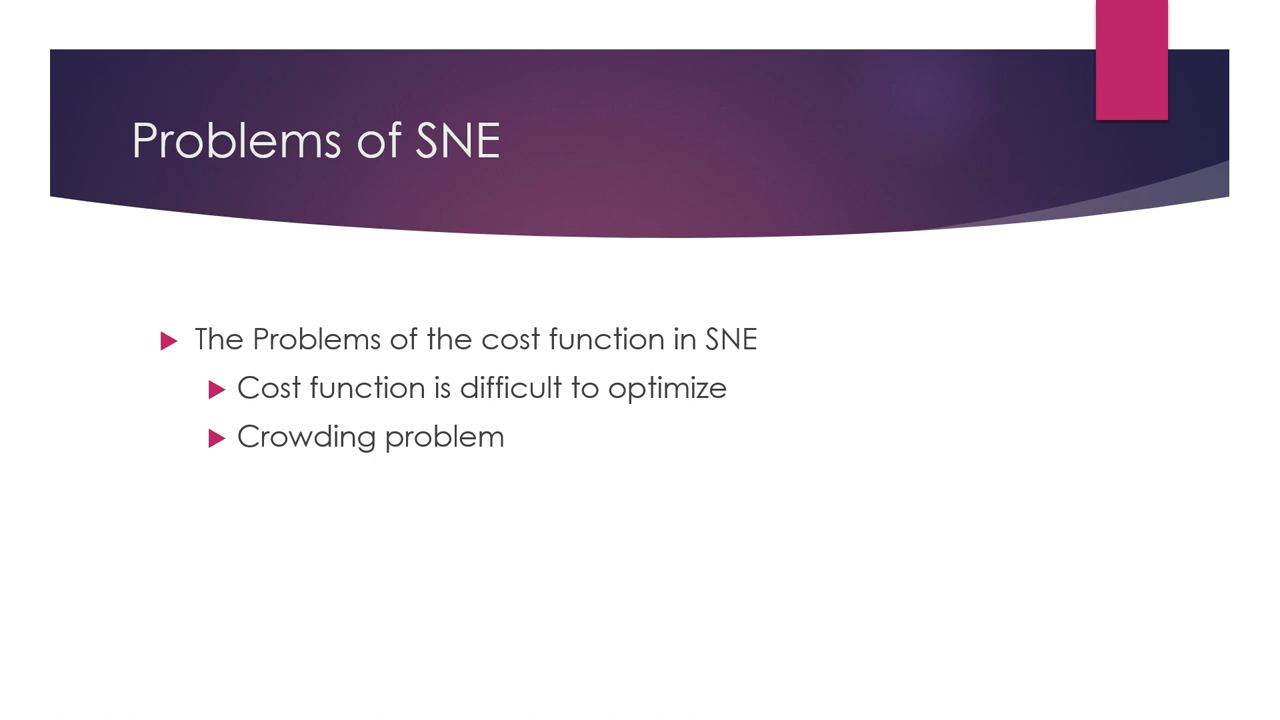 Problems of SNE
The Problems of the cost function in SNE
Cost function is difficult to optimize
Crowding problem